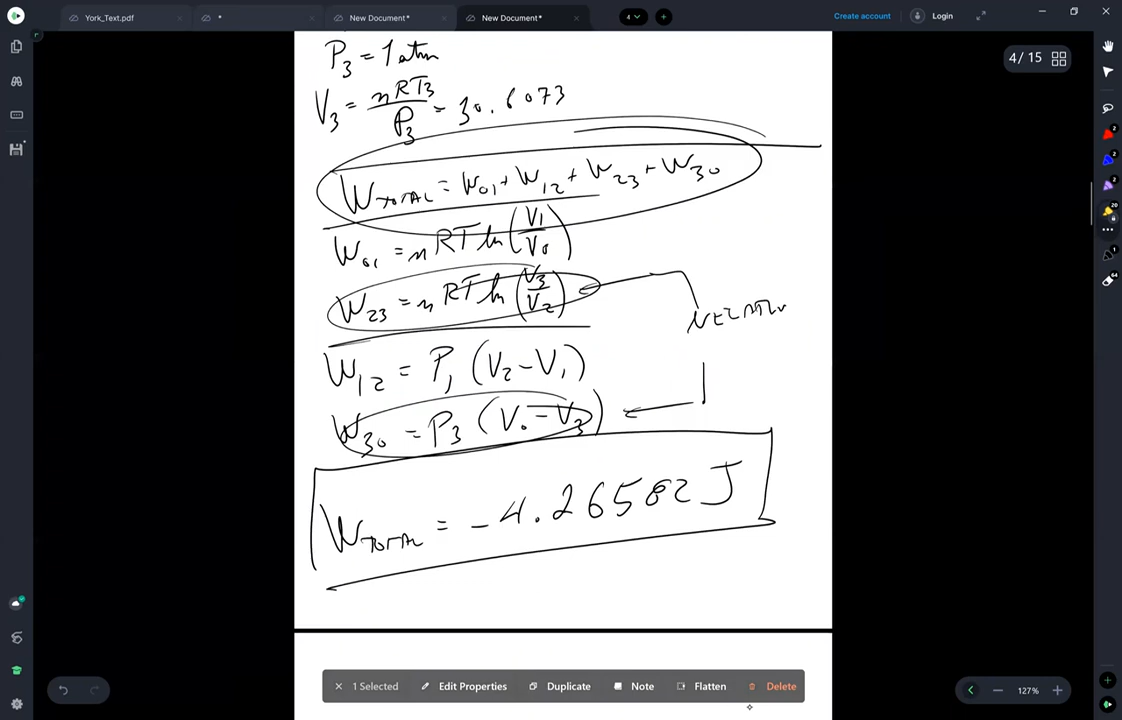 York_Text.pdf
*
New Document*
New Document*
4
Create account
Login
4/15
P3 = 1 atm
V3 = nRT3/P3 = 30.6073
WTOTAL = W01 + W12 + W23 + W30
W01 = nRT ln(V1/V0)
W23 = nRT ln(V3/V2)
W12 = P1 (V2 - V1)
W30 = P3 (V0 - V3)
WTOTAL = -4.26582 J
1 Selected
Edit Properties
Duplicate
Note
Flatten
Delete
127%